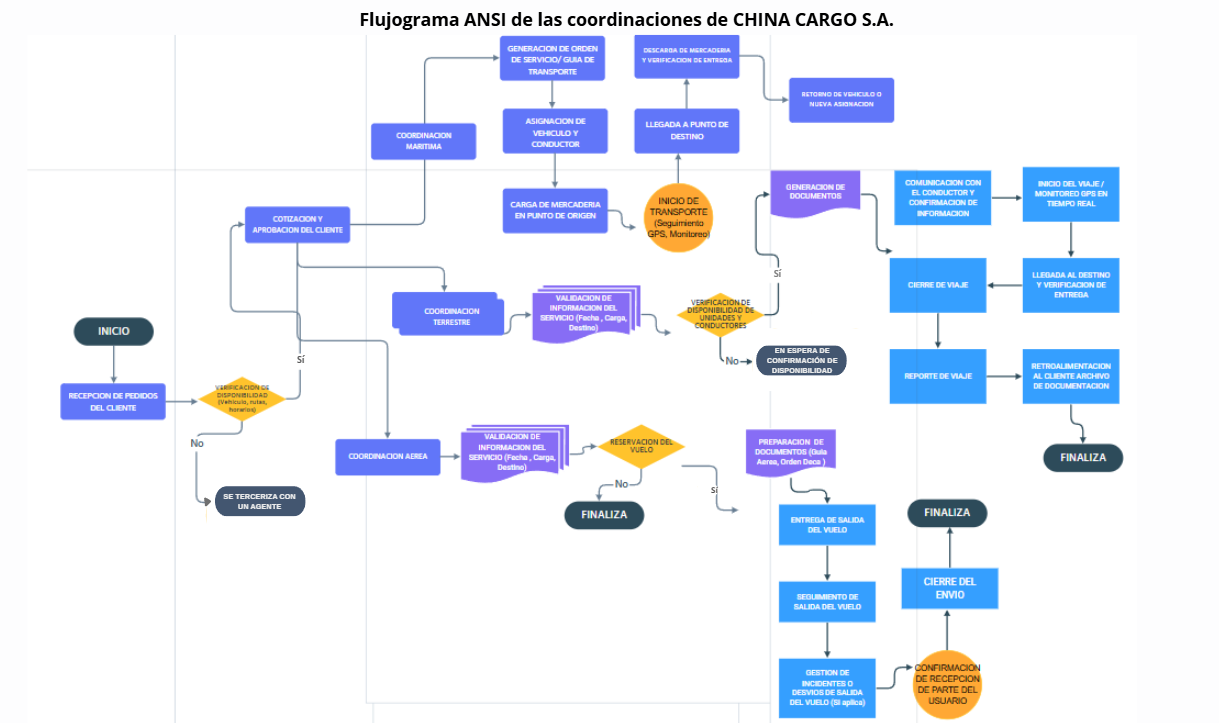 Flujograma ANSI de las coordinaciones de CHINA CARGO S.A.
GENERACION DE ORDEN
DE SERVICIO/ GUIA DE
TRANSPORTE
DESCARGA DE MERCADERIA
Y VERIFICACION DE ENTREGA
RETORNO DE VEHICULO O
NUEVA ASIGNACION
COORDINACION
MARITIMA
ASIGNACION DE
VEHICULO Y
CONDUCTOR
LLEGADA A PUNTO DE
DESTINO
CARGA DE MERCADERIA
EN PUNTO DE ORIGEN
INICIO DE
TRANSPORTE
(Seguimiento
GPS, Monitoreo)
GENERACION DE
DOCUMENTOS
COMUNICACION CON
EL CONDUCTOR Y
CONFIRMACION DE
INFORMACION
INICIO DEL VIAJE /
MONITOREO GPS EN
TIEMPO REAL
COTIZACION Y
APROBACION DEL CLIENTE
Sí
CIERRE DE VIAJE
LLEGADA AL DESTINO
Y VERIFICACION DE
ENTREGA
COORDINACION
TERRESTRE
VALIDACION DE
INFORMACION DEL
SERVICIO (Fecha , Carga,
Destino)
VERIFICACION DE
DISPONIBILIDAD DE
UNIDADES Y
CONDUCTORES
No
EN ESPERA DE
CONFIRMACIÓN DE
DISPONIBILIDAD
REPORTE DE VIAJE
RETROALIMENTACION
AL CLIENTE ARCHIVO
DE DOCUMENTACION
FINALIZA
INICIO
RECEPCION DE PEDIDOS
DEL CLIENTE
VERIFICACION DE
DISPONIBILIDAD
(Vehiculo, rutas,
horarios)
Sí
No
SE TERCERIZA CON
UN AGENTE
COORDINACION AEREA
VALIDACION DE
INFORMACION DEL
SERVICIO (Fecha , Carga,
Destino)
RESERVACION DEL
VUELO
No
FINALIZA
sí
PREPARACION DE
DOCUMENTOS (Guia
Aerea, Orden Deca )
ENTREGA DE SALIDA
DEL VUELO
SEGUIMIENTO DE
SALIDA DEL VUELO
GESTION DE
INCIDENTES O
DESVIOS DE SALIDA
DEL VUELO (Si aplica)
CONFIRMACION
DE RECEPCION
DE PARTE DEL
USUARIO
CIERRE DEL
ENVIO
FINALIZA